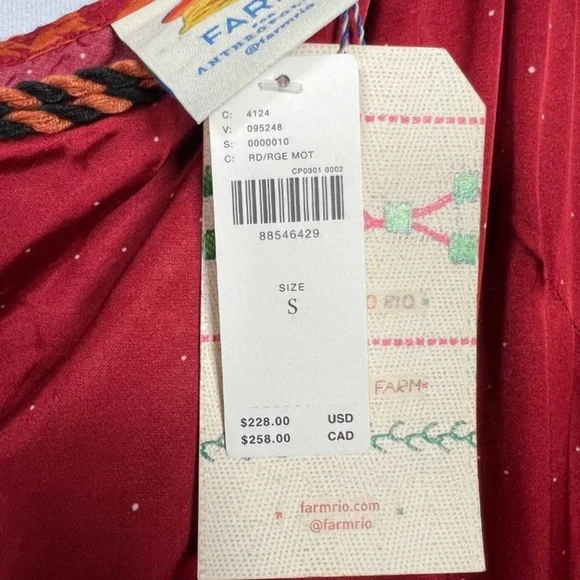 FAR
ANTHROPOL
@farmrio
C: 4124
V: 095248
S: 0000010
C: RD/RGE MOT
CP0301 0002
88546429
SIZE
S
$228.00 USD
$258.00 CAD
O RIO
FARM
farmrio.com
@farmrio